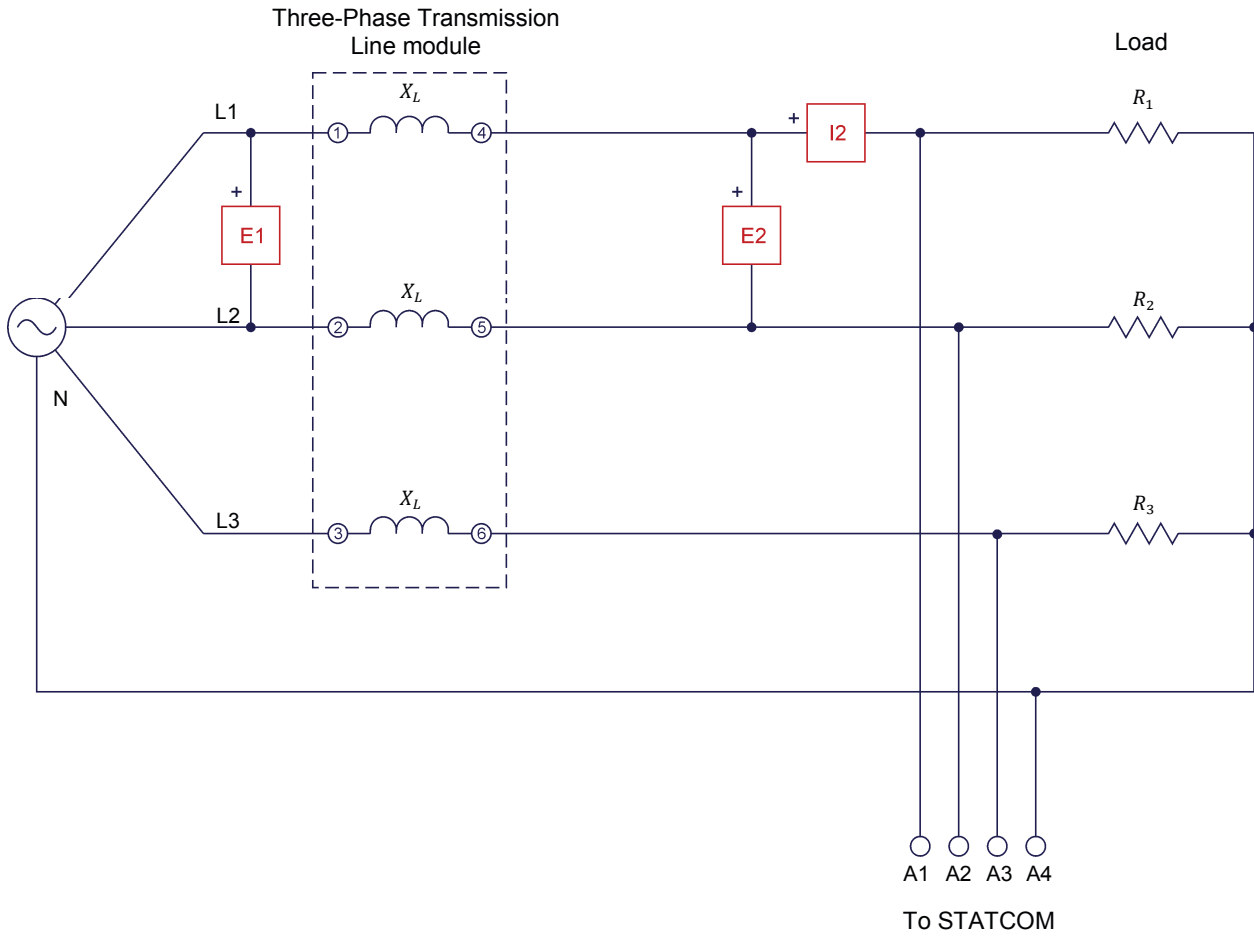 Three-Phase Transmission
Line module
Load
L1
X_L
R_1
1
4
+
I2
+
E1
+
E2
L2
X_L
R_2
2
5
N
L3
X_L
R_3
3
6
A1 A2 A3 A4
To STATCOM